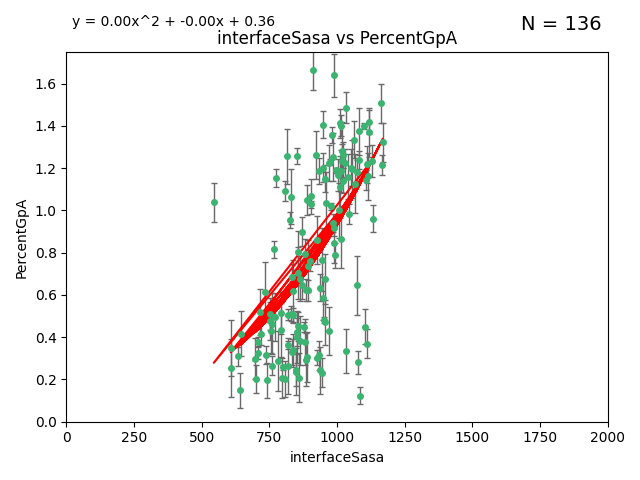 y = 0.00x^2 + -0.00x + 0.36
N = 136
interfaceSasa vs PercentGpA
PercentGpA
1.6
1.4
1.2
1.0
0.8
0.6
0.4
0.2
0.0
0 250 500 750 1000 1250 1500 1750 2000
interfaceSasa